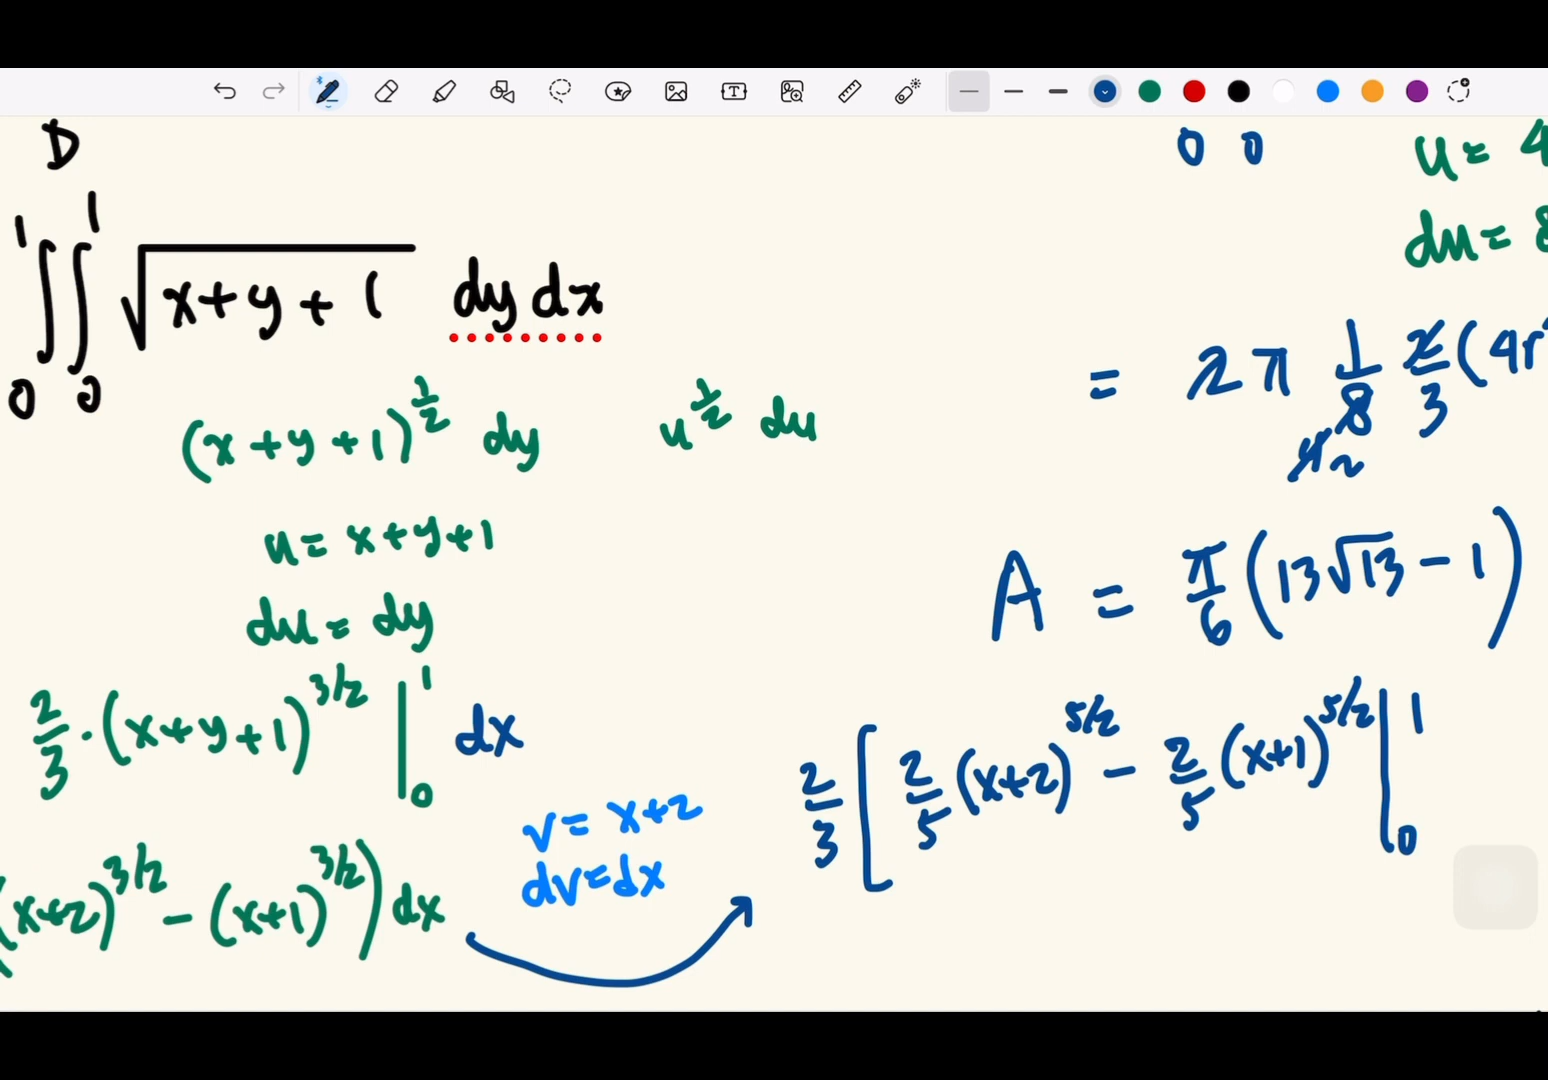 D
∫₀¹∫₀¹ √(x+y+1) dy dx
(x+y+1)^(1/2) dy
u^(1/2) du
u = x+y+1
du = dy
2/3 · (x+y+1)^(3/2) |₀¹ dx
(x+2)^(3/2) - (x+1)^(3/2)) dx
v = x+2
dv = dx
0 0
u = 4
du = 8
= 2π 1/8 2/3 (4r²
4 2
A = π/6 (13√13 - 1)
2/3 [ 2/5 (x+2)^(5/2) - 2/5 (x+1)^(5/2) |₀¹